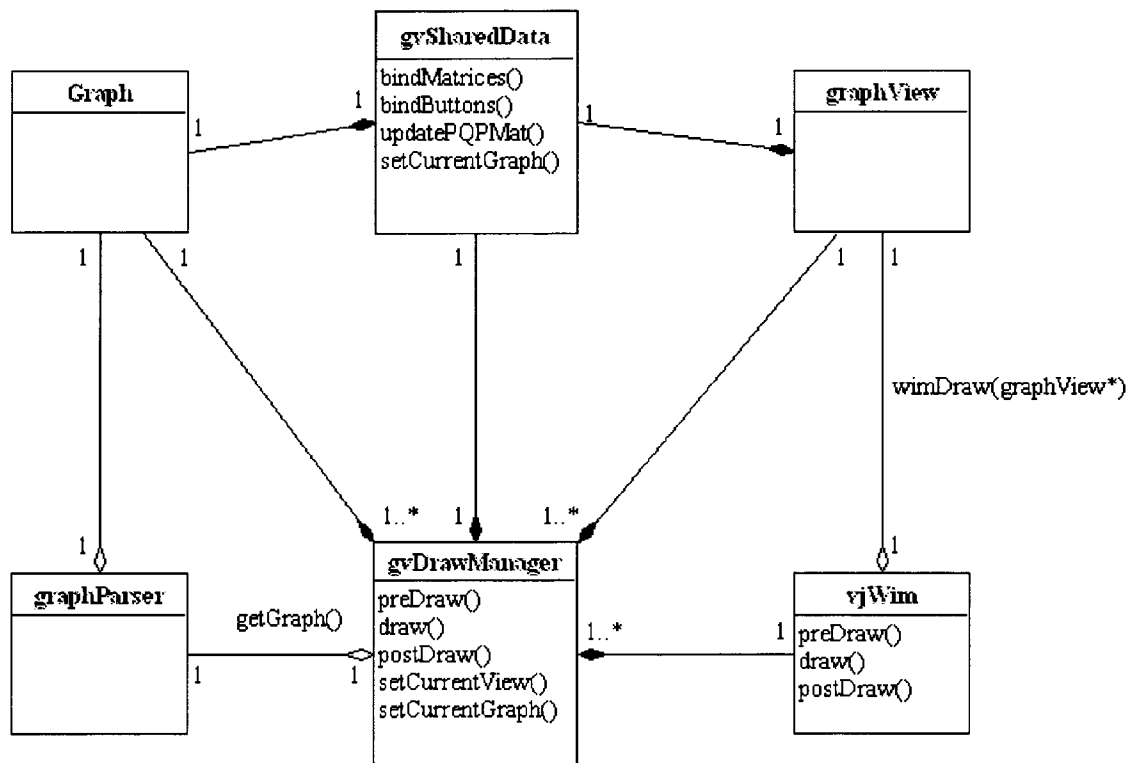 gvSharedData
bindMatrices()
bindButtons()
updatePQPMat()
setCurrentGraph()
Graph
graphView
1
1
1
1
1
1
1
1
1
wimDraw(graphView*)
1..*
1
1..*
1
1
graphParser
getGraph()
1
1
gvDrawManager
preDraw()
draw()
postDraw()
setCurrentView()
setCurrentGraph()
1..*
1
vjWim
preDraw()
draw()
postDraw()